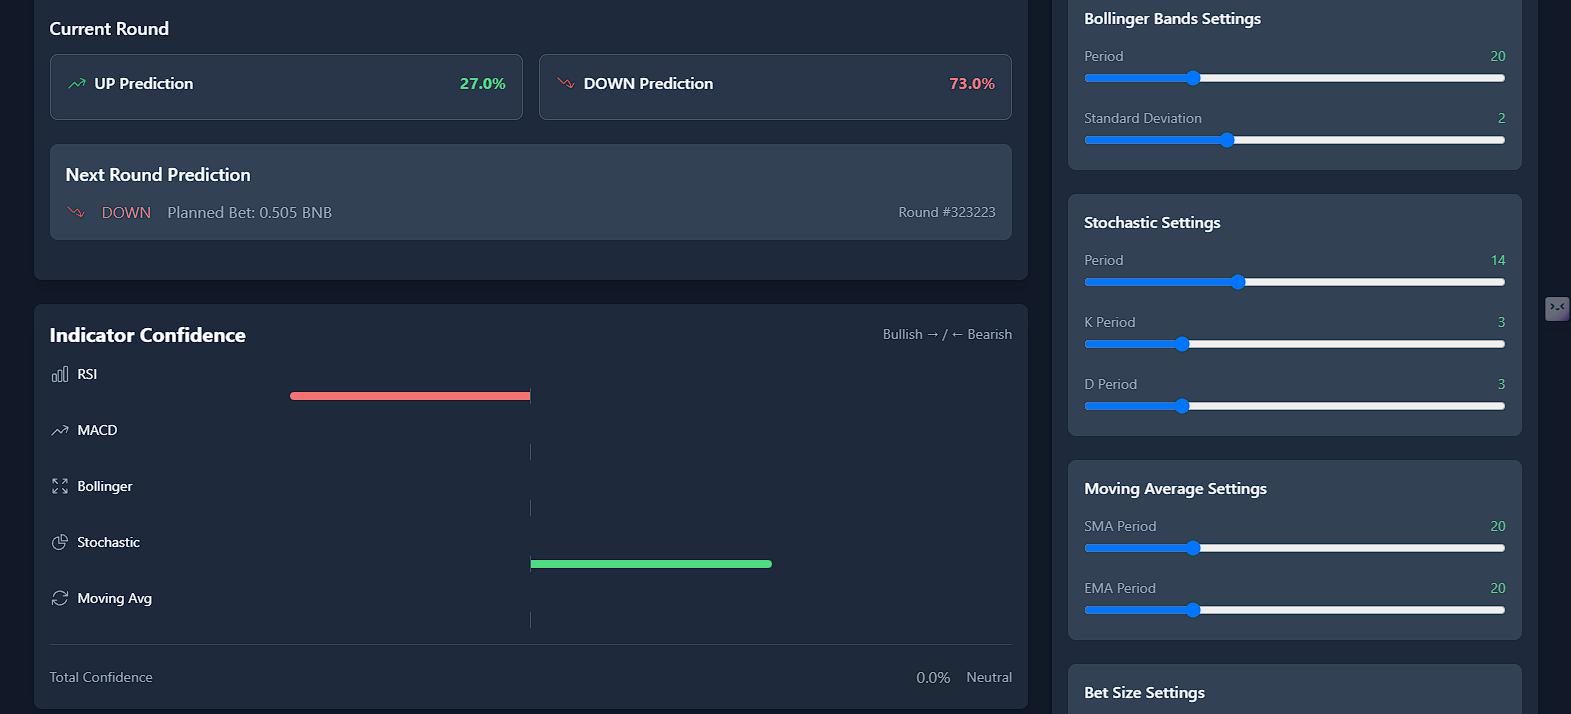 Current Round
UP Prediction 27.0%
DOWN Prediction 73.0%
Next Round Prediction
DOWN Planned Bet: 0.505 BNB Round #323223
Indicator Confidence Bullish → / ← Bearish
RSI
MACD
Bollinger
Stochastic
Moving Avg
Total Confidence 0.0% Neutral
Bollinger Bands Settings
Period 20
Standard Deviation 2
Stochastic Settings
Period 14
K Period 3
D Period 3
Moving Average Settings
SMA Period 20
EMA Period 20
Bet Size Settings